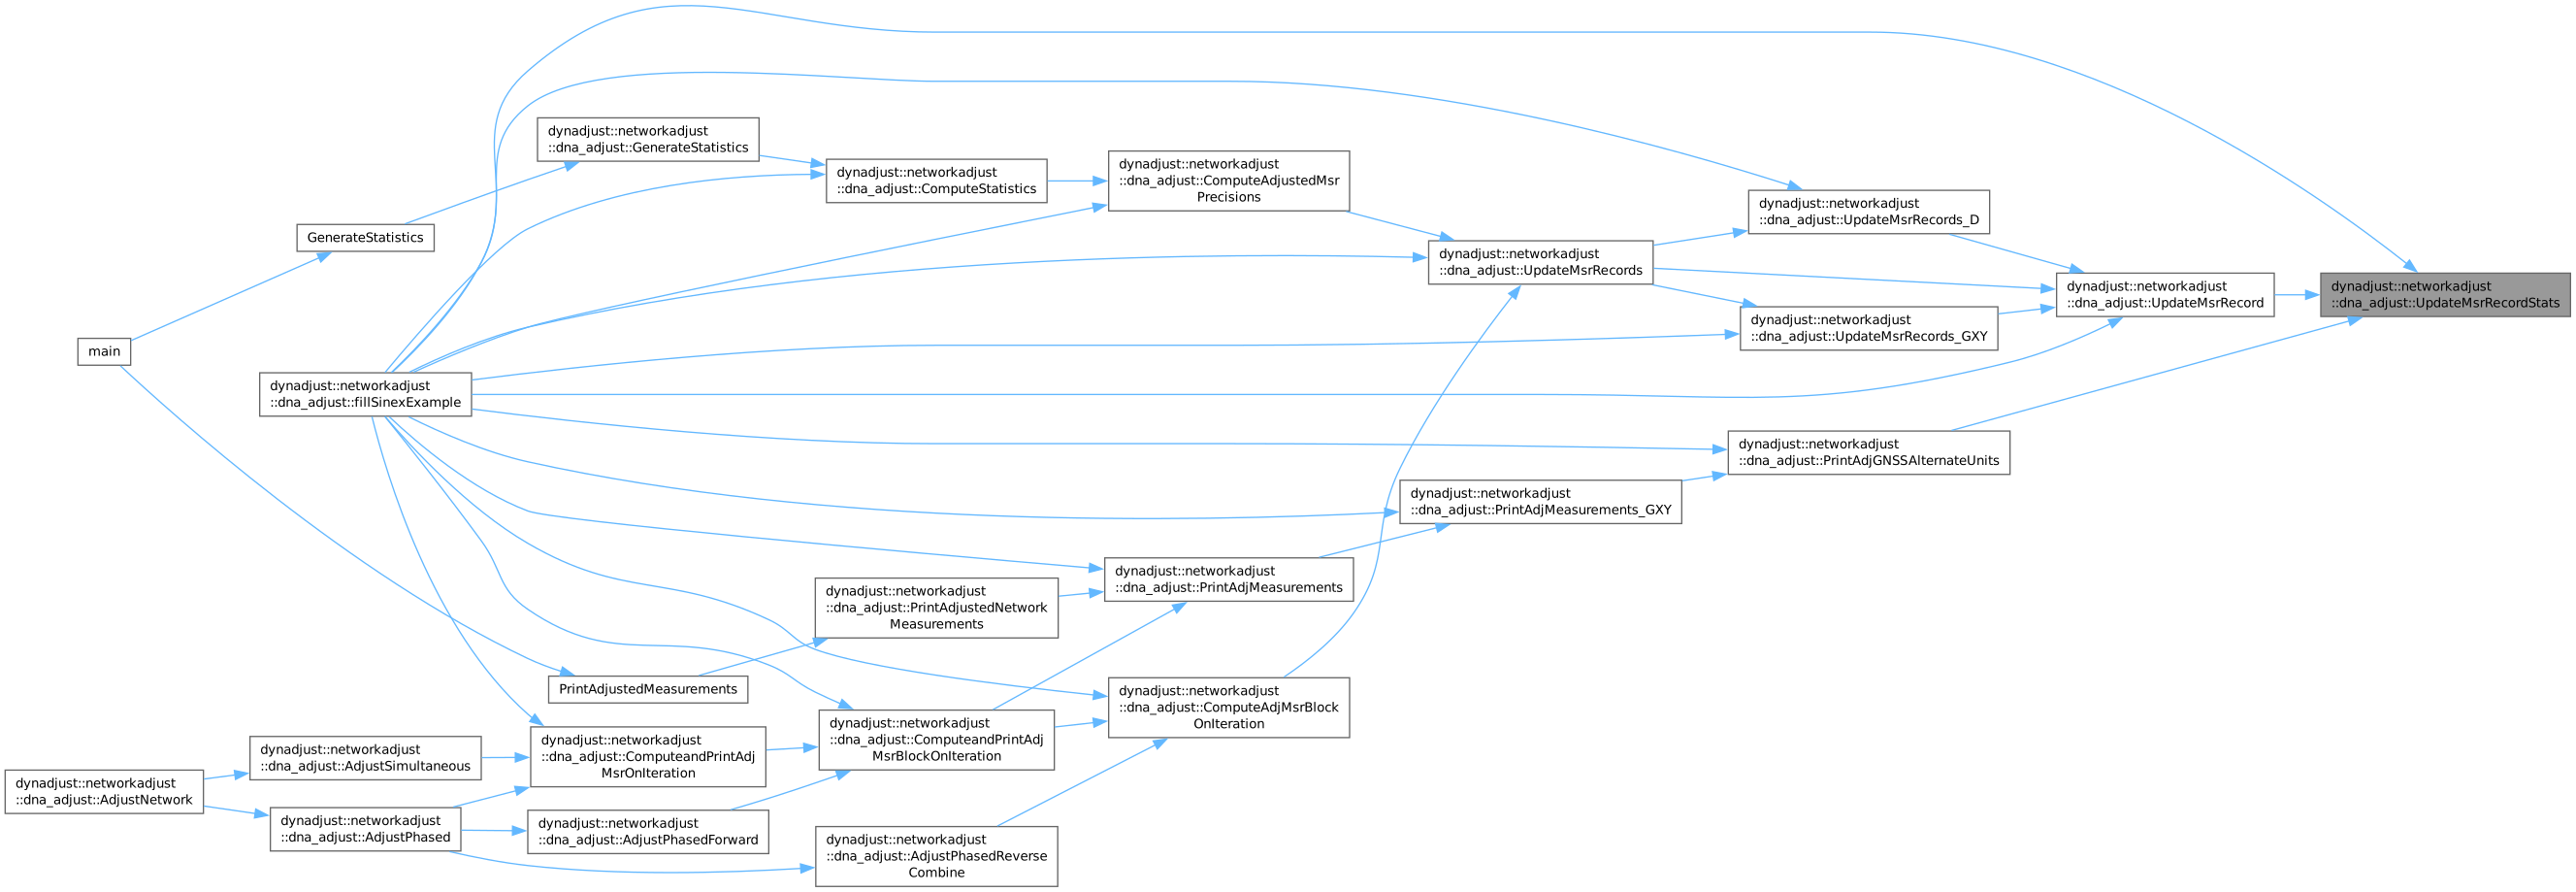 dynadjust::networkadjust
::dna_adjust::GenerateStatistics
dynadjust::networkadjust
::dna_adjust::ComputeStatistics
dynadjust::networkadjust
::dna_adjust::ComputeAdjustedMsr
Precisions
dynadjust::networkadjust
::dna_adjust::UpdateMsrRecords_D
GenerateStatistics
dynadjust::networkadjust
::dna_adjust::UpdateMsrRecords
dynadjust::networkadjust
::dna_adjust::UpdateMsrRecord
dynadjust::networkadjust
::dna_adjust::UpdateMsrRecordStats
dynadjust::networkadjust
::dna_adjust::UpdateMsrRecords_GXY
main
dynadjust::networkadjust
::dna_adjust::fillSinexExample
dynadjust::networkadjust
::dna_adjust::PrintAdjGNSSAlternateUnits
dynadjust::networkadjust
::dna_adjust::PrintAdjMeasurements_GXY
dynadjust::networkadjust
::dna_adjust::PrintAdjMeasurements
dynadjust::networkadjust
::dna_adjust::PrintAdjustedNetwork
Measurements
PrintAdjustedMeasurements
dynadjust::networkadjust
::dna_adjust::ComputeAdjMsrBlock
OnIteration
dynadjust::networkadjust
::dna_adjust::ComputeandPrintAdj
MsrBlockOnIteration
dynadjust::networkadjust
::dna_adjust::ComputeandPrintAdj
MsrOnIteration
dynadjust::networkadjust
::dna_adjust::AdjustSimultaneous
dynadjust::networkadjust
::dna_adjust::AdjustNetwork
dynadjust::networkadjust
::dna_adjust::AdjustPhased
dynadjust::networkadjust
::dna_adjust::AdjustPhasedForward
dynadjust::networkadjust
::dna_adjust::AdjustPhasedReverse
Combine